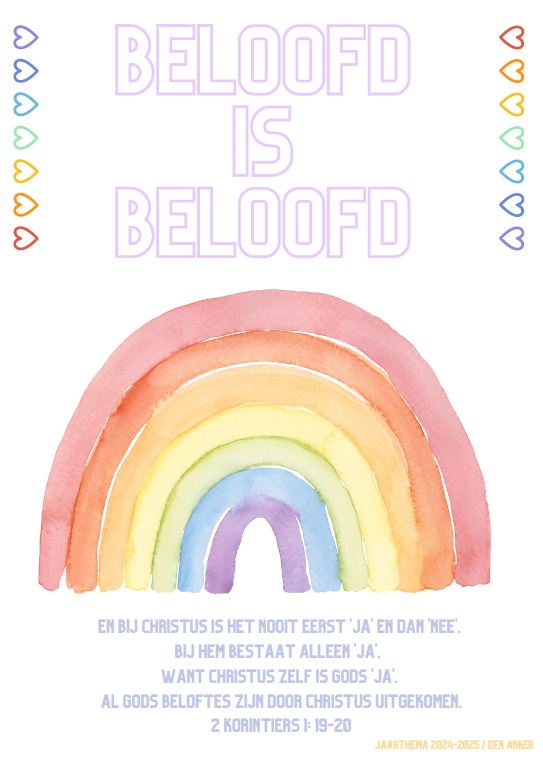 BELOOFD
IS
BELOOFD
EN BIJ CHRISTUS IS HET NOOIT EERST 'JA' EN DAN 'NEE'.
BIJ HEM BESTAAT ALLEEN 'JA',
WANT CHRISTUS ZELF IS GODS 'JA'.
AL GODS BELOFTES ZIJN DOOR CHRISTUS UITGEKOMEN.
2 KORINTIERS 1: 19-20
JAARTHEMA 2024-2025 / DEN AKKER